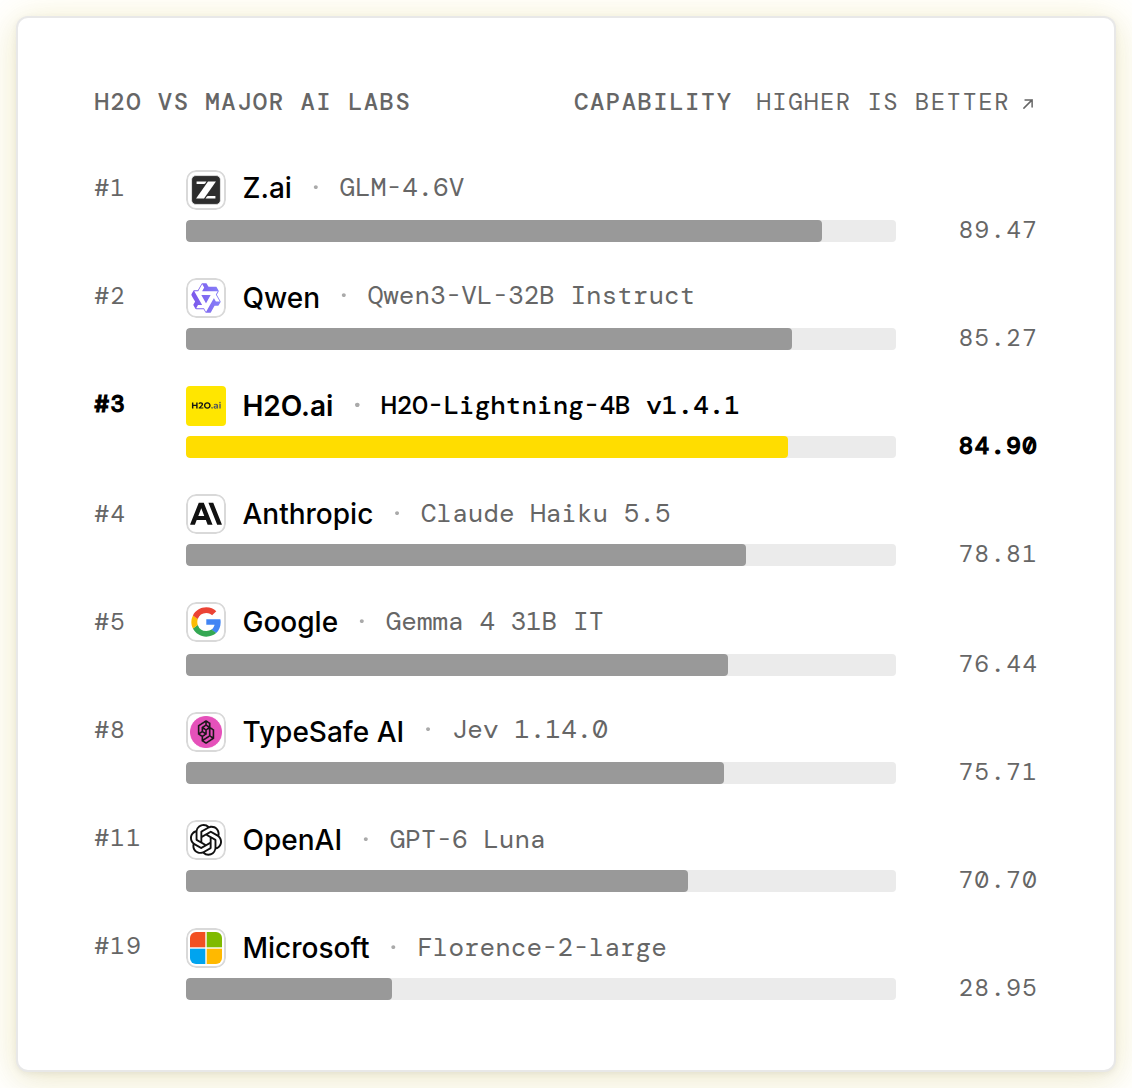 H2O VS MAJOR AI LABS CAPABILITY HIGHER IS BETTER ↗
#1 Z.ai · GLM-4.6V
89.47
#2 Qwen · Qwen3-VL-32B Instruct
85.27
#3 H2O.ai H2O.ai · H2O-Lightning-4B v1.4.1
84.90
#4 Anthropic · Claude Haiku 5.5
78.81
#5 Google · Gemma 4 31B IT
76.44
#8 TypeSafe AI · Jev 1.14.0
75.71
#11 OpenAI · GPT-6 Luna
70.70
#19 Microsoft · Florence-2-large
28.95